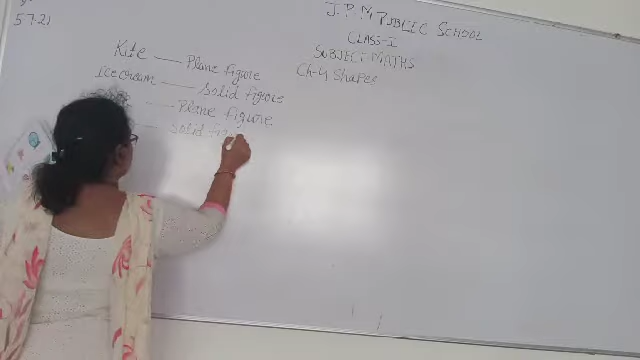 5-7-21
J.P.M PUBLIC SCHOOL
CLASS-I
SUBJECT-MATHS
Ch-4 Shapes
Kite — Plane figure
Icecream — Solid figure
— Plane figure
— Solid fig